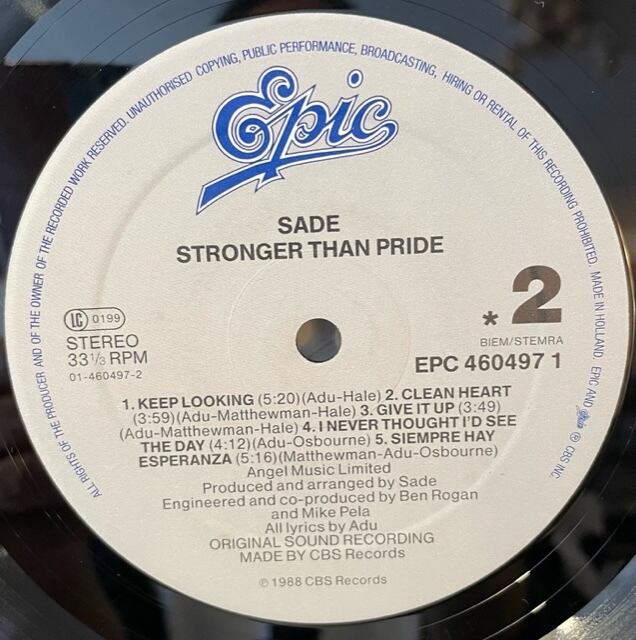 ALL RIGHTS OF THE PRODUCER AND OF THE OWNER OF THE RECORDED WORK RESERVED. UNAUTHORISED COPYING, PUBLIC PERFORMANCE, BROADCASTING, HIRING OR RENTAL OF THIS RECORDING PROHIBITED. MADE IN HOLLAND. EPIC AND Epic ℗ CBS INC.
Epic
SADE
STRONGER THAN PRIDE
LC 0199
STEREO
33 1/3 RPM
01-460497-2
* 2
BIEM/STEMRA
EPC 460497 1
1. KEEP LOOKING (5:20)(Adu-Hale) 2. CLEAN HEART
(3:59)(Adu-Matthewman-Hale) 3. GIVE IT UP (3:49)
(Adu-Matthewman-Hale) 4. I NEVER THOUGHT I'D SEE
THE DAY (4:12)(Adu-Osbourne) 5. SIEMPRE HAY
ESPERANZA (5:16)(Matthewman-Adu-Osbourne)
Angel Music Limited
Produced and arranged by Sade
Engineered and co-produced by Ben Rogan
and Mike Pela
All lyrics by Adu
ORIGINAL SOUND RECORDING
MADE BY CBS Records
℗ 1988 CBS Records